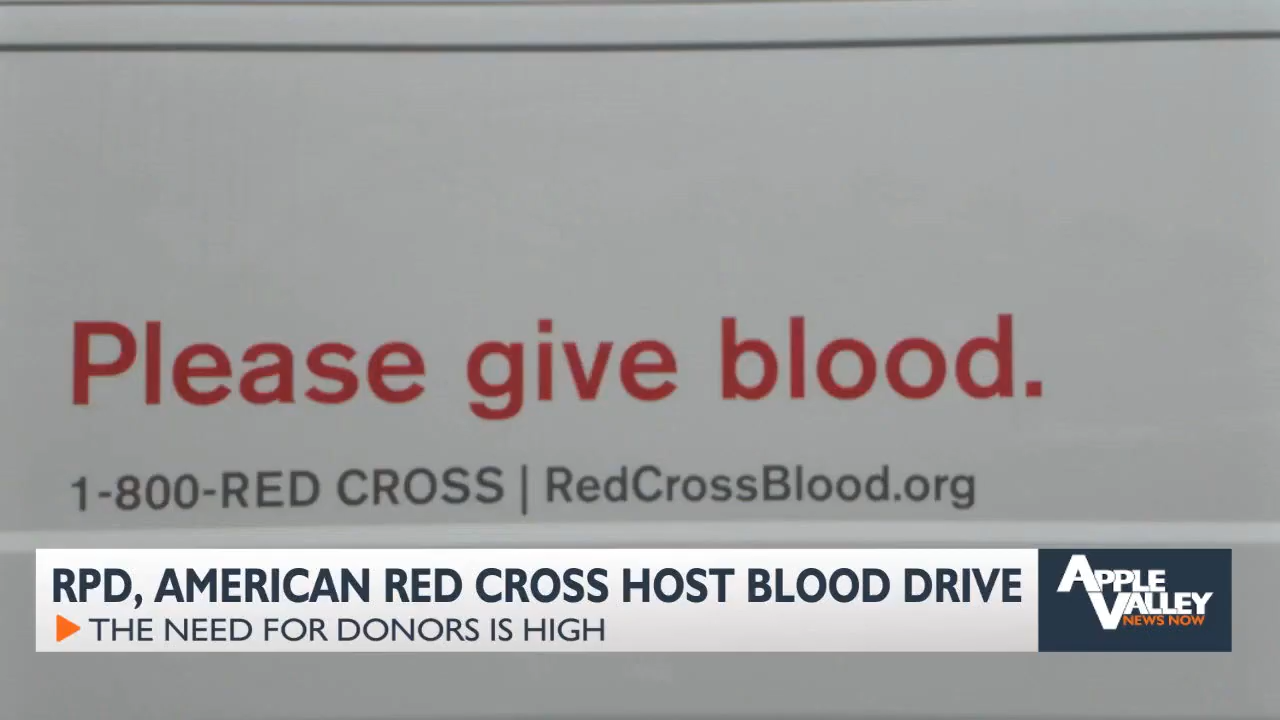 Please give blood.
1-800-RED CROSS | RedCrossBlood.org
RPD, AMERICAN RED CROSS HOST BLOOD DRIVE
THE NEED FOR DONORS IS HIGH
APPLE
VALLEY
NEWS NOW